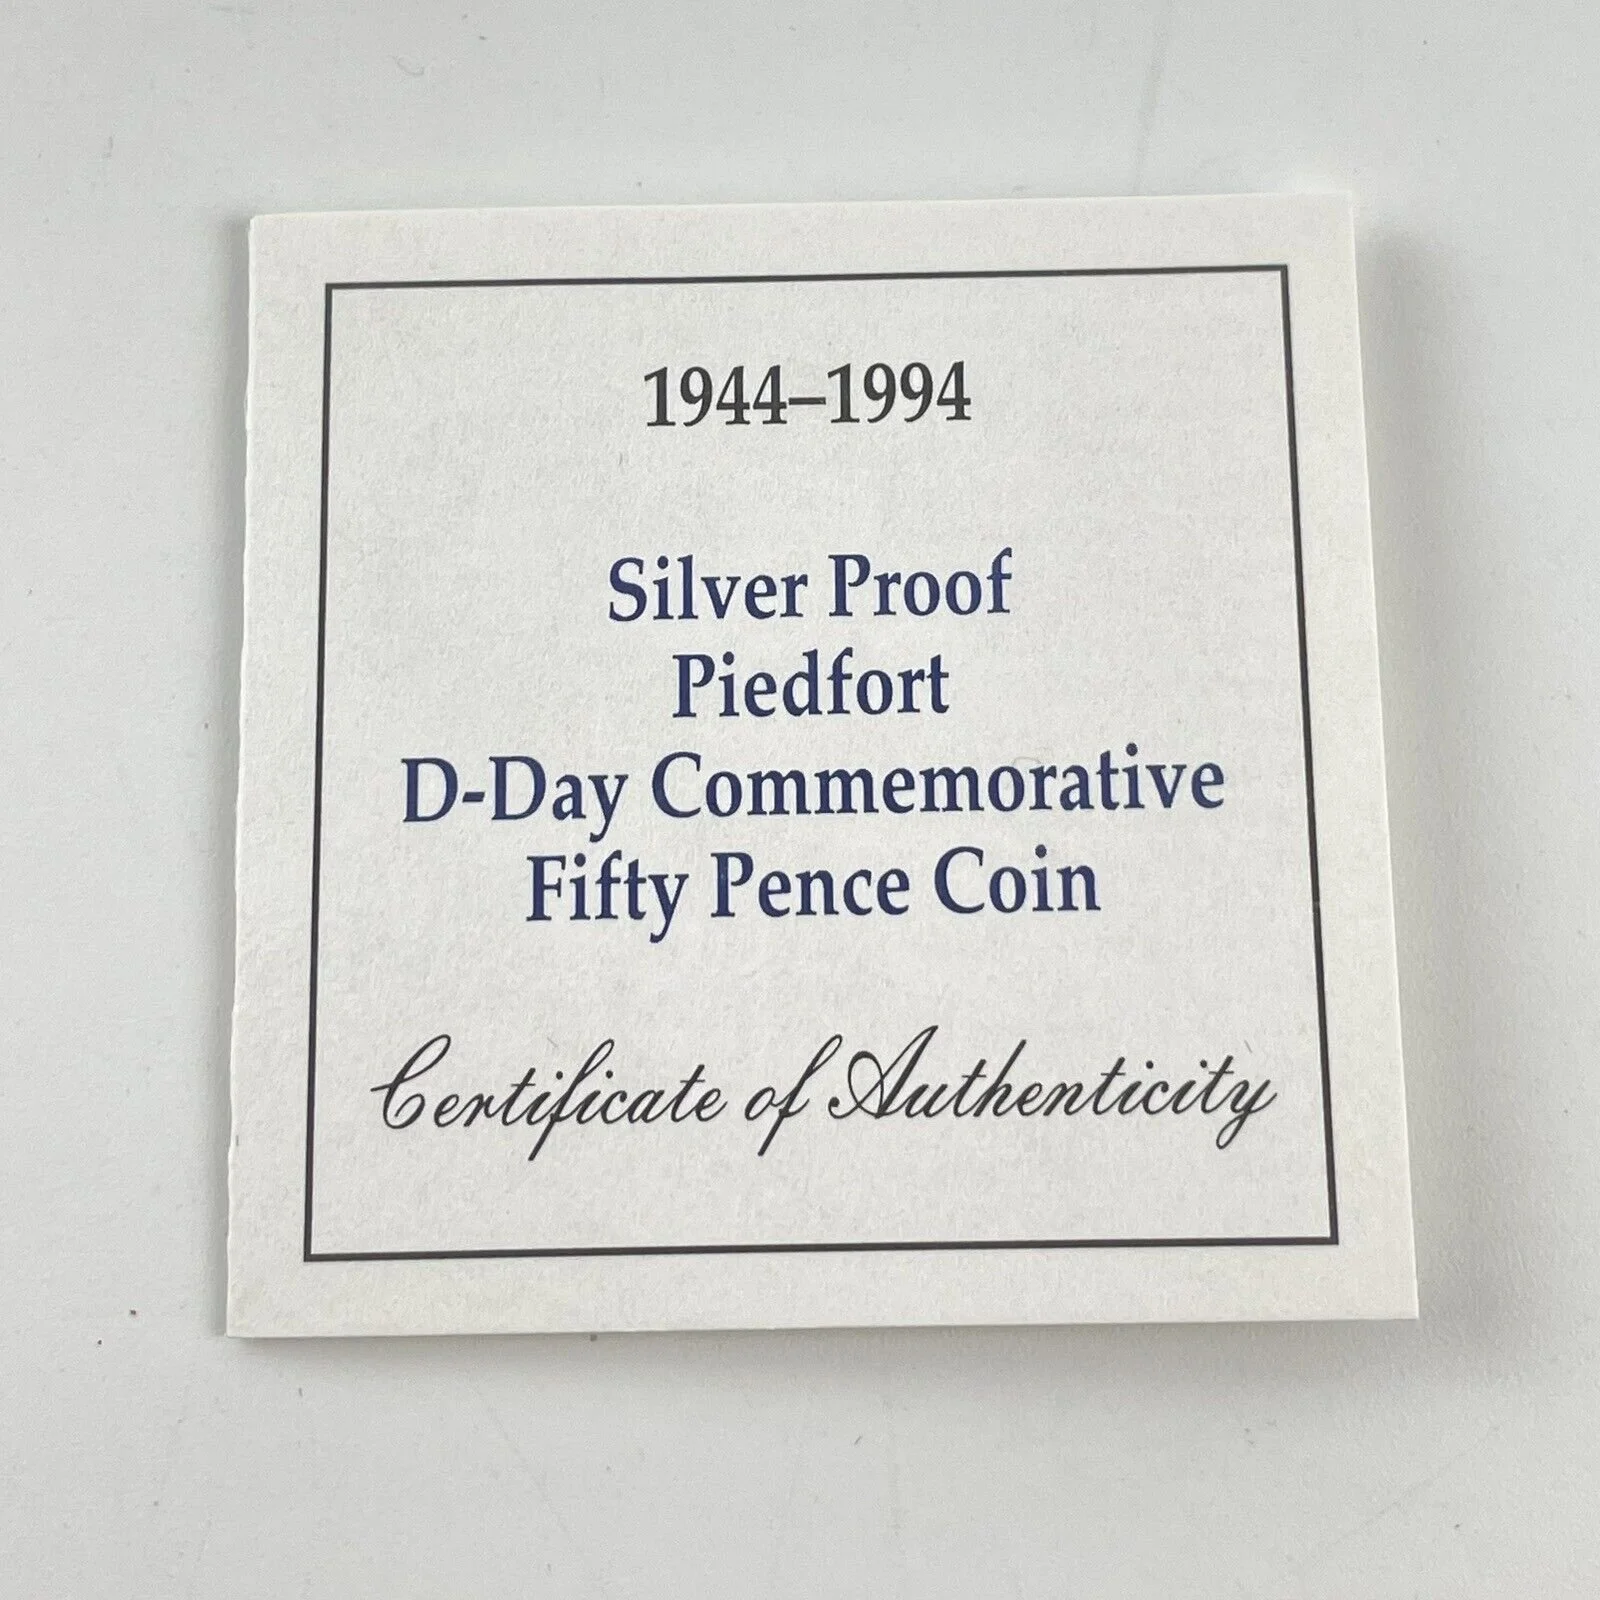 1944–1994
Silver Proof
Piedfort
D-Day Commemorative
Fifty Pence Coin
Certificate of Authenticity